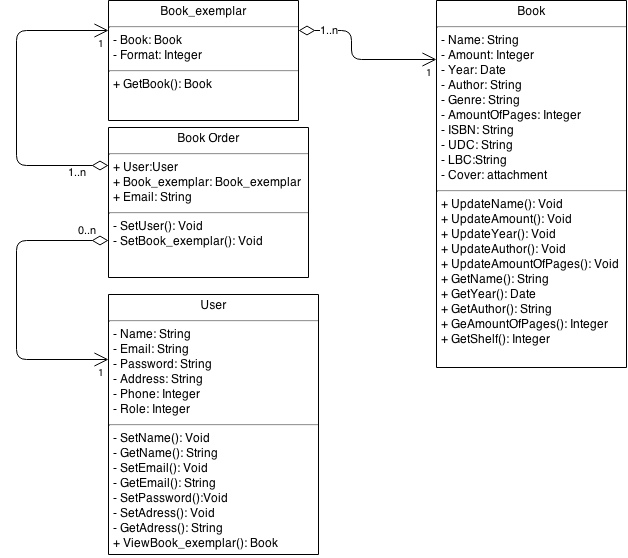 Book_exemplar
- Book: Book
- Format: Integer
+ GetBook(): Book
1
1..n
1
Book
- Name: String
- Amount: Integer
- Year: Date
- Author: String
- Genre: String
- AmountOfPages: Integer
- ISBN: String
- UDC: String
- LBC:String
- Cover: attachment
+ UpdateName(): Void
+ UpdateAmount(): Void
+ UpdateYear(): Void
+ UpdateAuthor(): Void
+ UpdateAmountOfPages(): Void
+ GetName(): String
+ GetYear(): Date
+ GetAuthor(): String
+ GeAmountOfPages(): Integer
+ GetShelf(): Integer
Book Order
+ User:User
+ Book_exemplar: Book_exemplar
+ Email: String
- SetUser(): Void
- SetBook_exemplar(): Void
1..n
0..n
1
User
- Name: String
- Email: String
- Password: String
- Address: String
- Phone: Integer
- Role: Integer
- SetName(): Void
- GetName(): String
- SetEmail(): Void
- GetEmail(): String
- SetPassword():Void
- SetAdress(): Void
- GetAdress(): String
+ ViewBook_exemplar(): Book